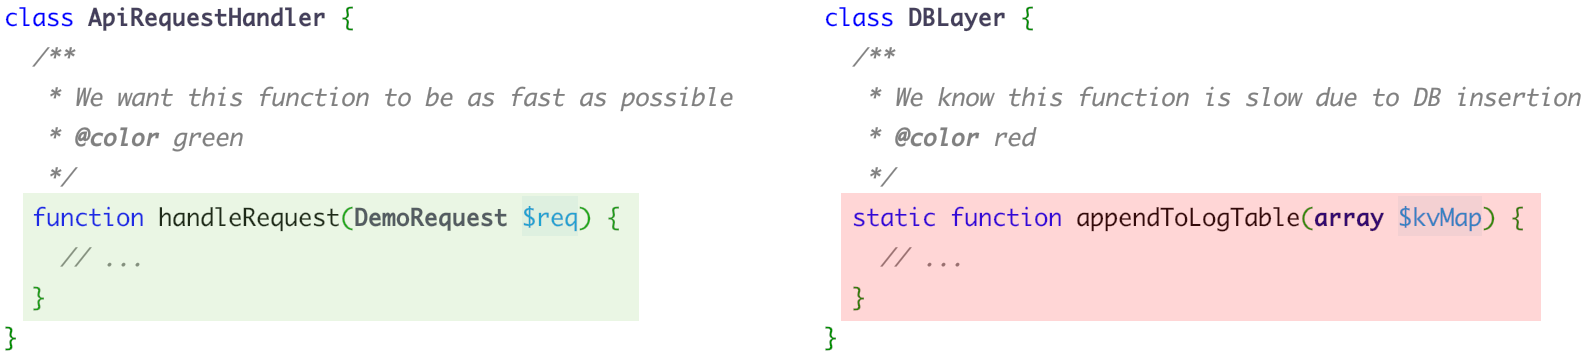 class ApiRequestHandler {
/**
* We want this function to be as fast as possible
* @color green
*/
function handleRequest(DemoRequest $req) {
// ...
}
}
class DBLayer {
/**
* We know this function is slow due to DB insertion
* @color red
*/
static function appendToLogTable(array $kvMap) {
// ...
}
}